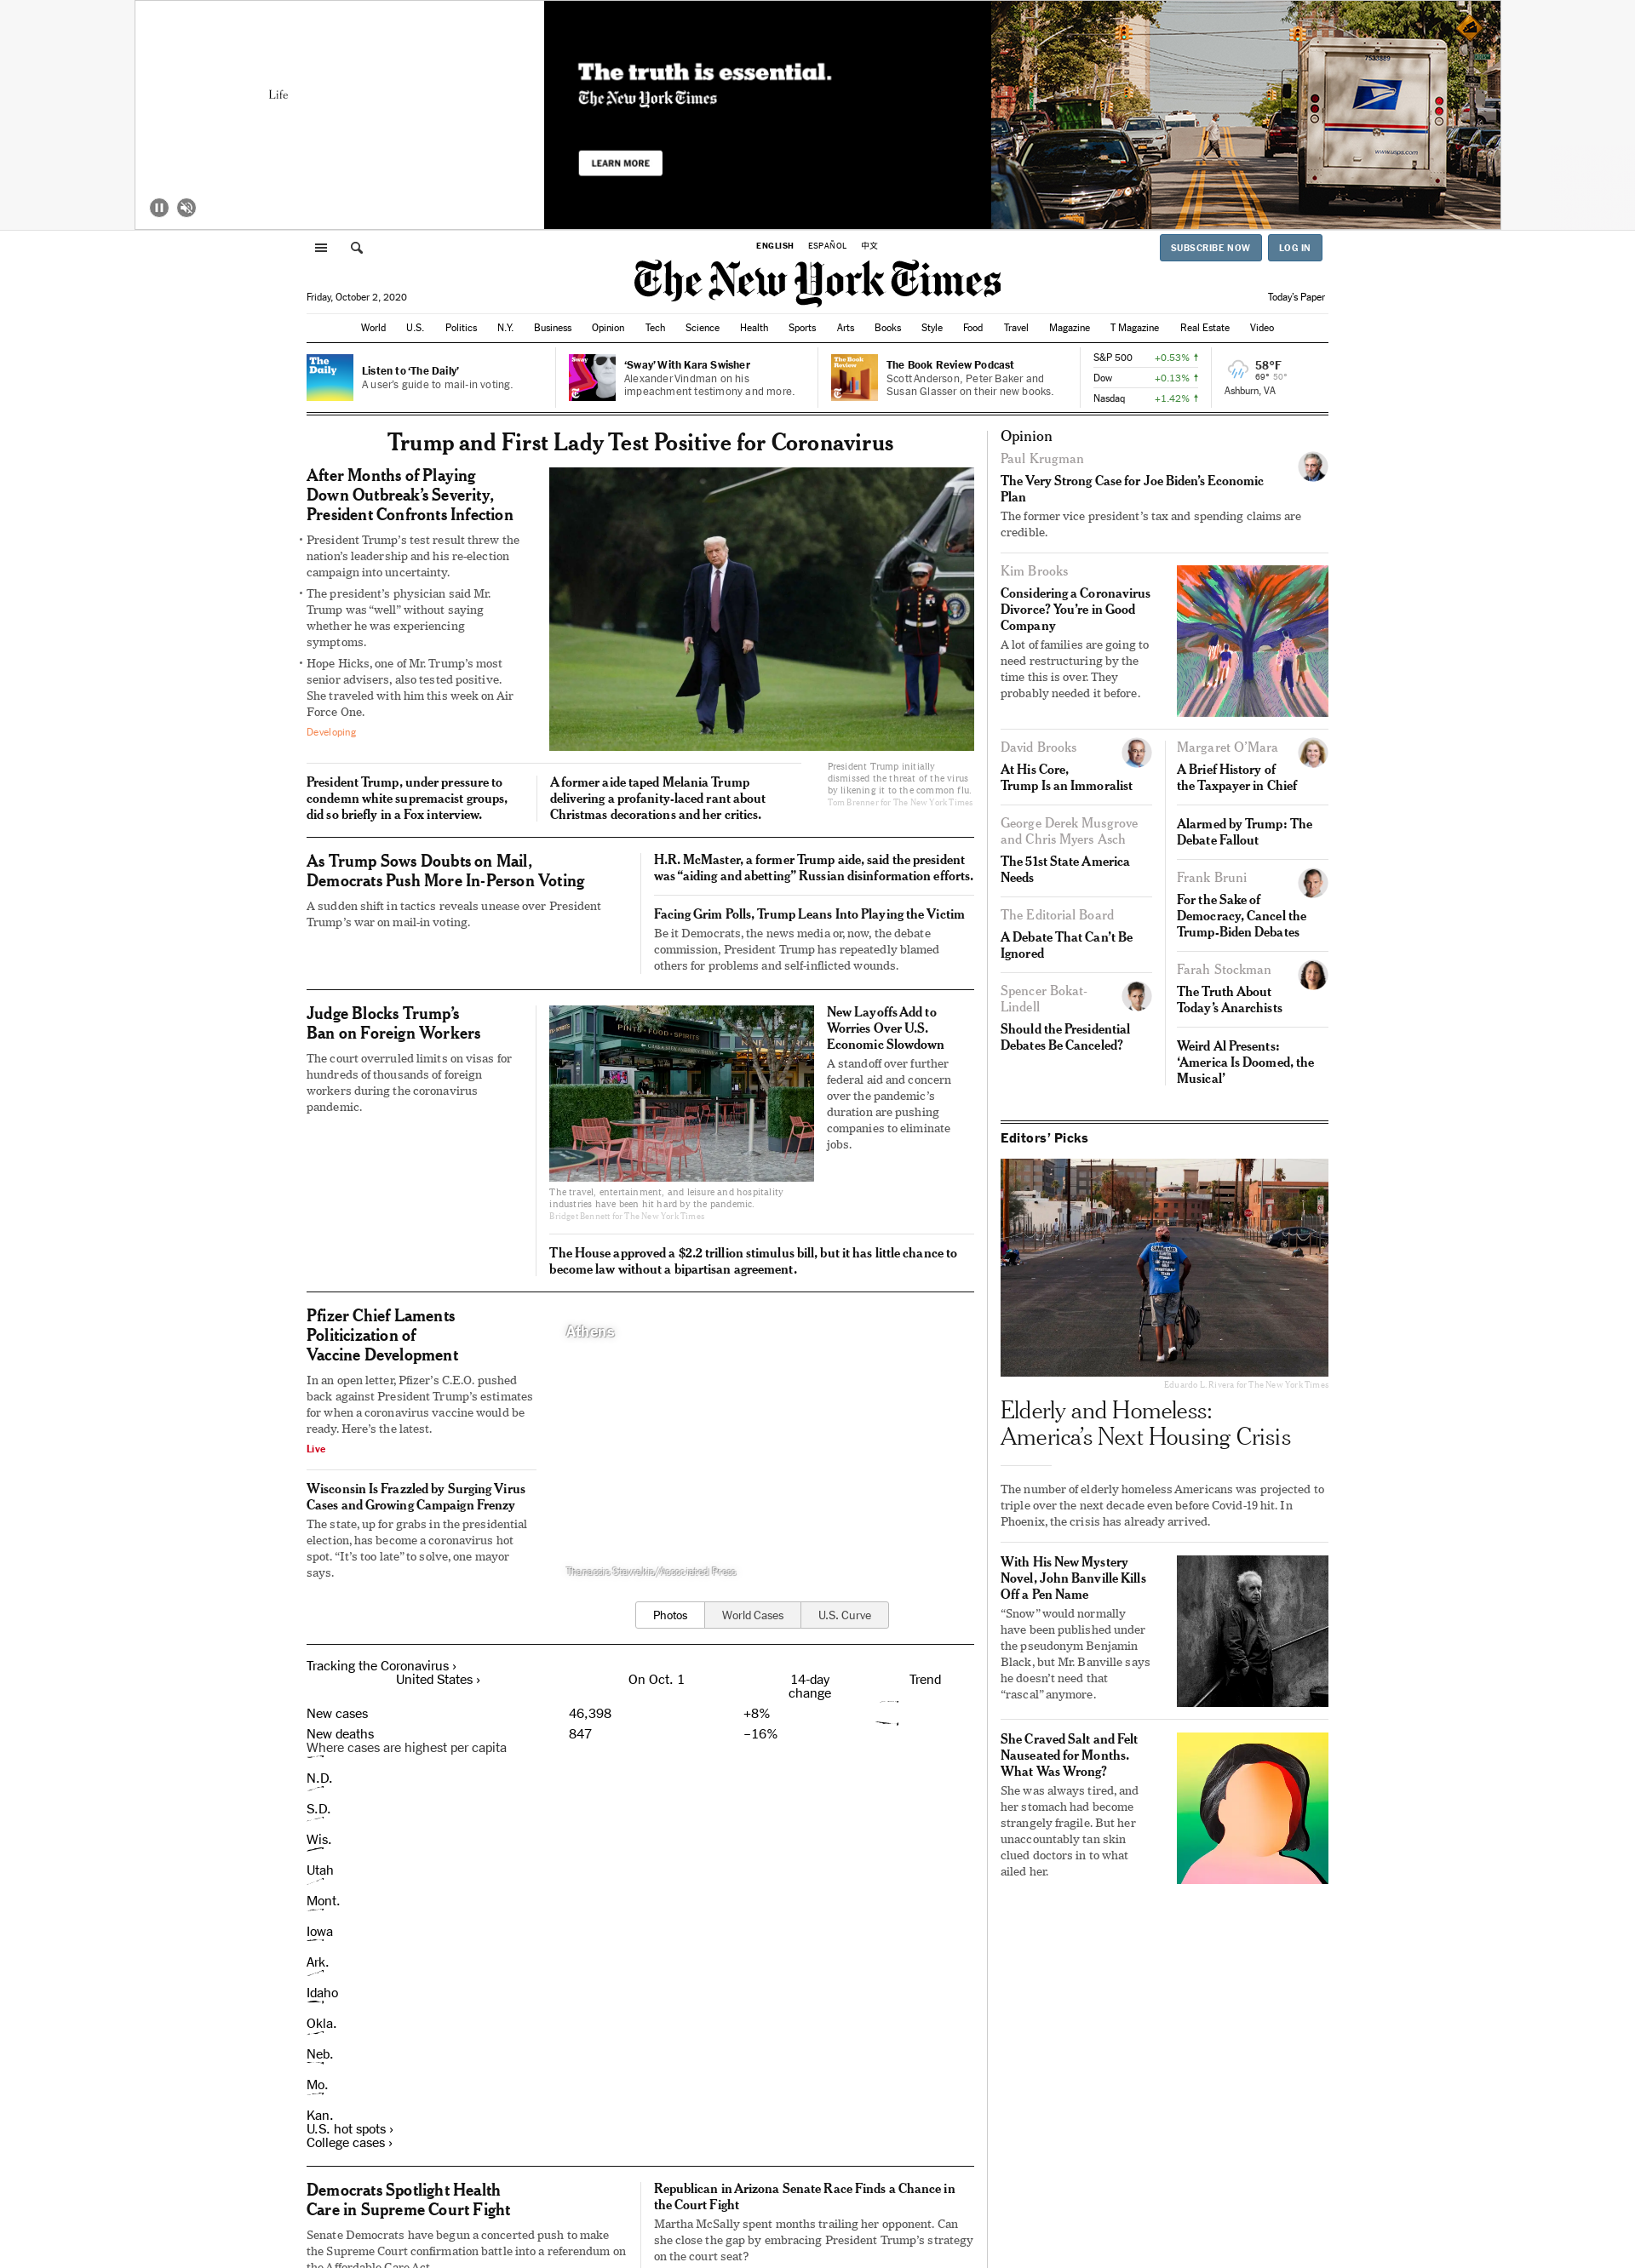 Life
The truth is essential.
The New York Times
LEARN MORE
7533889
www.usps.com
ENGLISH ESPAÑOL 中文
SUBSCRIBE NOW LOG IN
The New York Times
Friday, October 2, 2020
Today's Paper
World U.S. Politics N.Y. Business Opinion Tech Science Health Sports Arts Books Style Food Travel Magazine T Magazine Real Estate Video
The Daily
Listen to 'The Daily'
A user's guide to mail-in voting.
Sway
'Sway' With Kara Swisher
Alexander Vindman on his
impeachment testimony and more.
The Book Review
The Book Review Podcast
Scott Anderson, Peter Baker and
Susan Glasser on their new books.
S&P 500 +0.53% ↑
Dow +0.13% ↑
Nasdaq +1.42% ↑
58°F
69° 50°
Ashburn, VA
Trump and First Lady Test Positive for Coronavirus
After Months of Playing
Down Outbreak's Severity,
President Confronts Infection
• President Trump's test result threw the
nation's leadership and his re-election
campaign into uncertainty.
• The president's physician said Mr.
Trump was “well” without saying
whether he was experiencing
symptoms.
• Hope Hicks, one of Mr. Trump's most
senior advisers, also tested positive.
She traveled with him this week on Air
Force One.
Developing
President Trump initially
dismissed the threat of the virus
by likening it to the common flu.
Tom Brenner for The New York Times
President Trump, under pressure to
condemn white supremacist groups,
did so briefly in a Fox interview.
A former aide taped Melania Trump
delivering a profanity-laced rant about
Christmas decorations and her critics.
As Trump Sows Doubts on Mail,
Democrats Push More In-Person Voting
A sudden shift in tactics reveals unease over President
Trump's war on mail-in voting.
H.R. McMaster, a former Trump aide, said the president
was “aiding and abetting” Russian disinformation efforts.
Facing Grim Polls, Trump Leans Into Playing the Victim
Be it Democrats, the news media or, now, the debate
commission, President Trump has repeatedly blamed
others for problems and self-inflicted wounds.
Judge Blocks Trump's
Ban on Foreign Workers
The court overruled limits on visas for
hundreds of thousands of foreign
workers during the coronavirus
pandemic.
PINTS · FOOD · SPIRITS
The travel, entertainment, and leisure and hospitality
industries have been hit hard by the pandemic.
Bridget Bennett for The New York Times
New Layoffs Add to
Worries Over U.S.
Economic Slowdown
A standoff over further
federal aid and concern
over the pandemic's
duration are pushing
companies to eliminate
jobs.
The House approved a $2.2 trillion stimulus bill, but it has little chance to
become law without a bipartisan agreement.
Pfizer Chief Laments
Politicization of
Vaccine Development
In an open letter, Pfizer's C.E.O. pushed
back against President Trump's estimates
for when a coronavirus vaccine would be
ready. Here's the latest.
Live
Wisconsin Is Frazzled by Surging Virus
Cases and Growing Campaign Frenzy
The state, up for grabs in the presidential
election, has become a coronavirus hot
spot. “It's too late” to solve, one mayor
says.
Athens
Thanassis Stavrakis/Associated Press
Photos World Cases U.S. Curve
Tracking the Coronavirus ›
United States › On Oct. 1 14-day change Trend
New cases 46,398 +8%
New deaths 847 –16%
Where cases are highest per capita
N.D.
S.D.
Wis.
Utah
Mont.
Iowa
Ark.
Idaho
Okla.
Neb.
Mo.
Kan.
U.S. hot spots ›
College cases ›
Democrats Spotlight Health
Care in Supreme Court Fight
Senate Democrats have begun a concerted push to make
the Supreme Court confirmation battle into a referendum on
the Affordable Care Act.
Republican in Arizona Senate Race Finds a Chance in
the Court Fight
Martha McSally spent months trailing her opponent. Can
she close the gap by embracing President Trump's strategy
on the court seat?
Opinion
Paul Krugman
The Very Strong Case for Joe Biden's Economic
Plan
The former vice president's tax and spending claims are
credible.
Kim Brooks
Considering a Coronavirus
Divorce? You're in Good
Company
A lot of families are going to
need restructuring by the
time this is over. They
probably needed it before.
David Brooks
At His Core,
Trump Is an Immoralist
George Derek Musgrove
and Chris Myers Asch
The 51st State America
Needs
The Editorial Board
A Debate That Can't Be
Ignored
Spencer Bokat-
Lindell
Should the Presidential
Debates Be Canceled?
Margaret O'Mara
A Brief History of
the Taxpayer in Chief
Alarmed by Trump: The
Debate Fallout
Frank Bruni
For the Sake of
Democracy, Cancel the
Trump-Biden Debates
Farah Stockman
The Truth About
Today's Anarchists
Weird Al Presents:
'America Is Doomed, the
Musical'
Editors' Picks
Eduardo L. Rivera for The New York Times
Elderly and Homeless:
America's Next Housing Crisis
The number of elderly homeless Americans was projected to
triple over the next decade even before Covid-19 hit. In
Phoenix, the crisis has already arrived.
With His New Mystery
Novel, John Banville Kills
Off a Pen Name
“Snow” would normally
have been published under
the pseudonym Benjamin
Black, but Mr. Banville says
he doesn't need that
“rascal” anymore.
She Craved Salt and Felt
Nauseated for Months.
What Was Wrong?
She was always tired, and
her stomach had become
strangely fragile. But her
unaccountably tan skin
clued doctors in to what
ailed her.